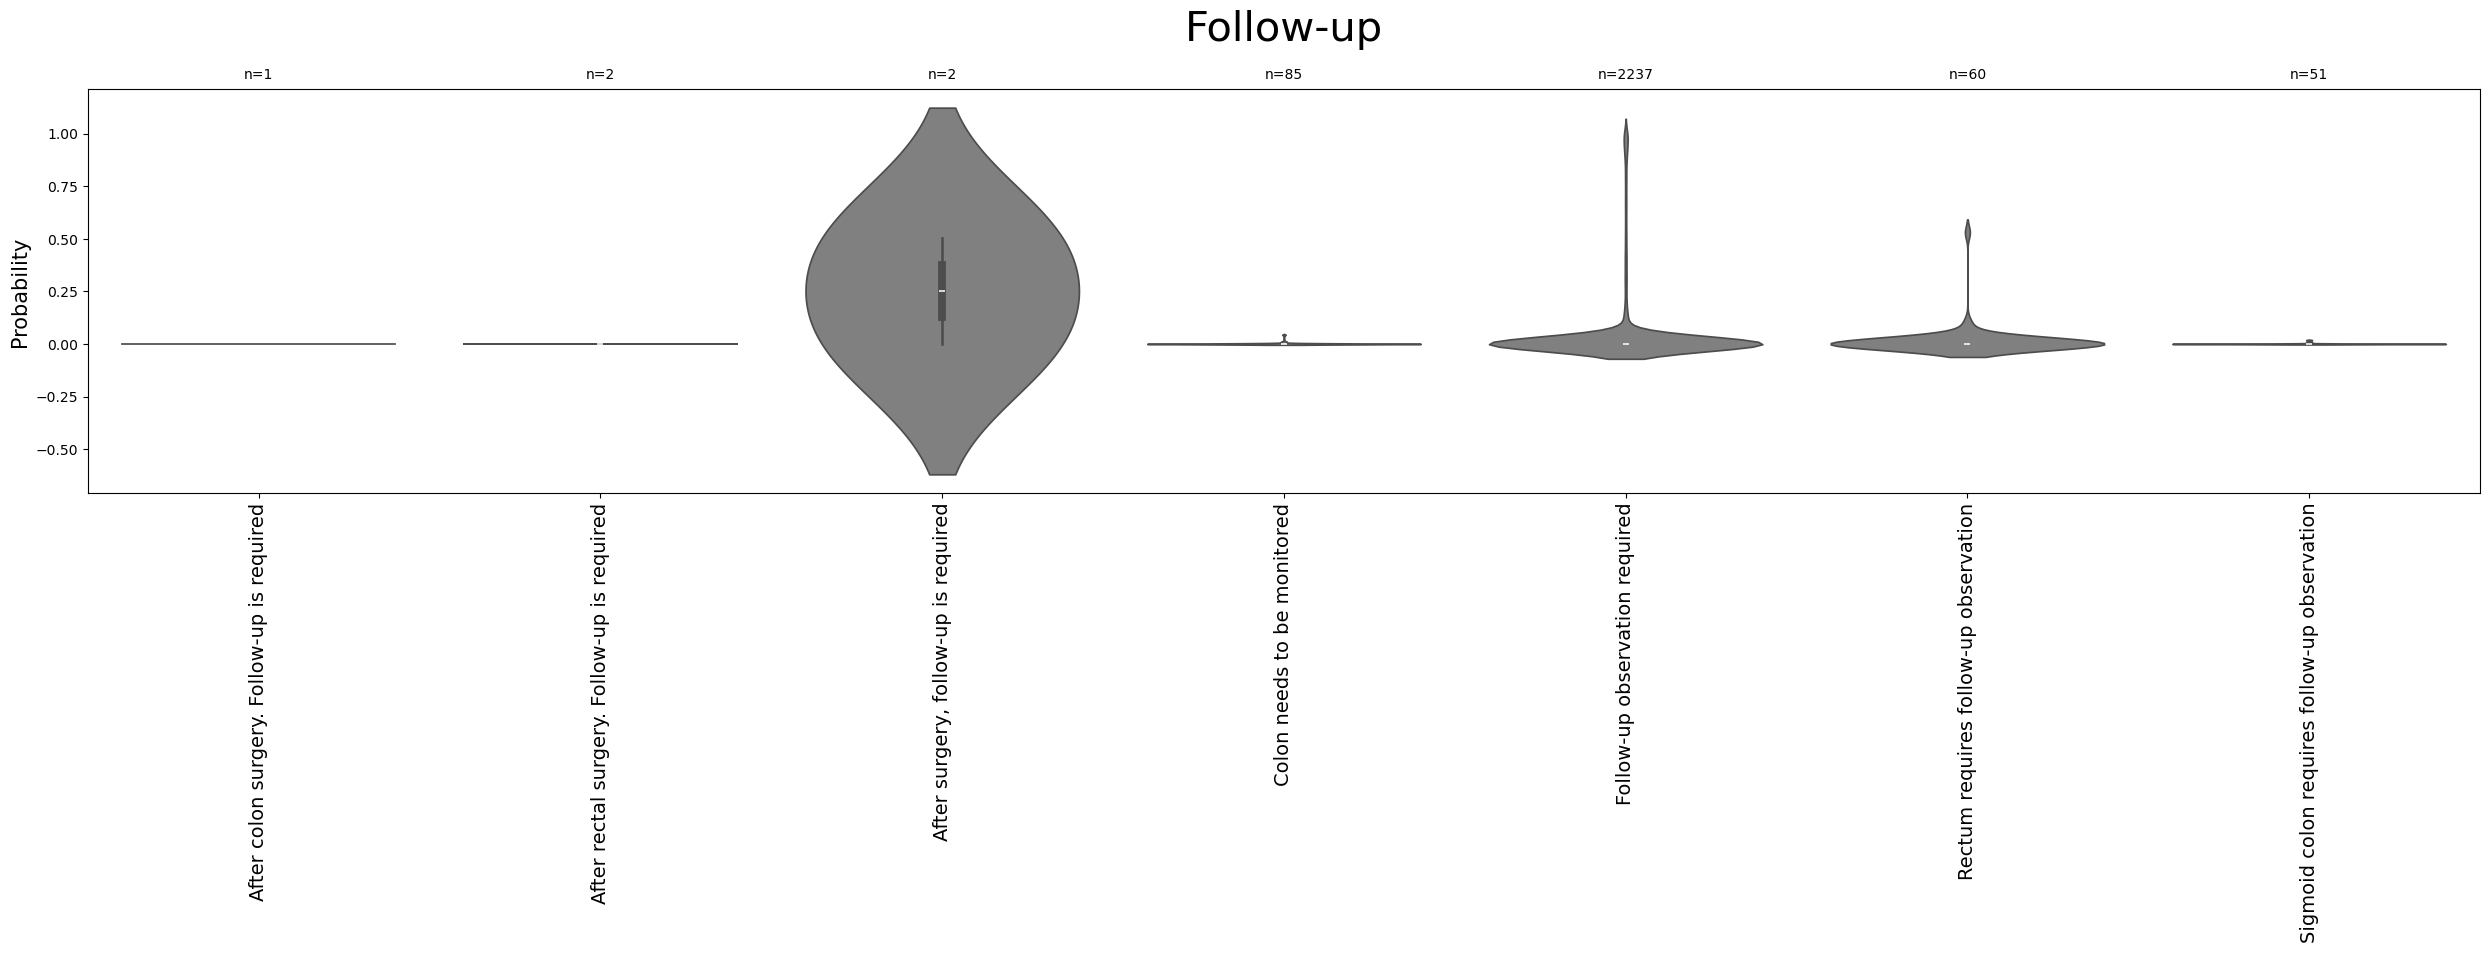 Follow-up
n=1
n=2
n=2
n=85
n=2237
n=60
n=51
Probability
1.00
0.75
0.50
0.25
0.00
−0.25
−0.50
After colon surgery. Follow-up is required
After rectal surgery. Follow-up is required
After surgery, follow-up is required
Colon needs to be monitored
Follow-up observation required
Rectum requires follow-up observation
Sigmoid colon requires follow-up observation